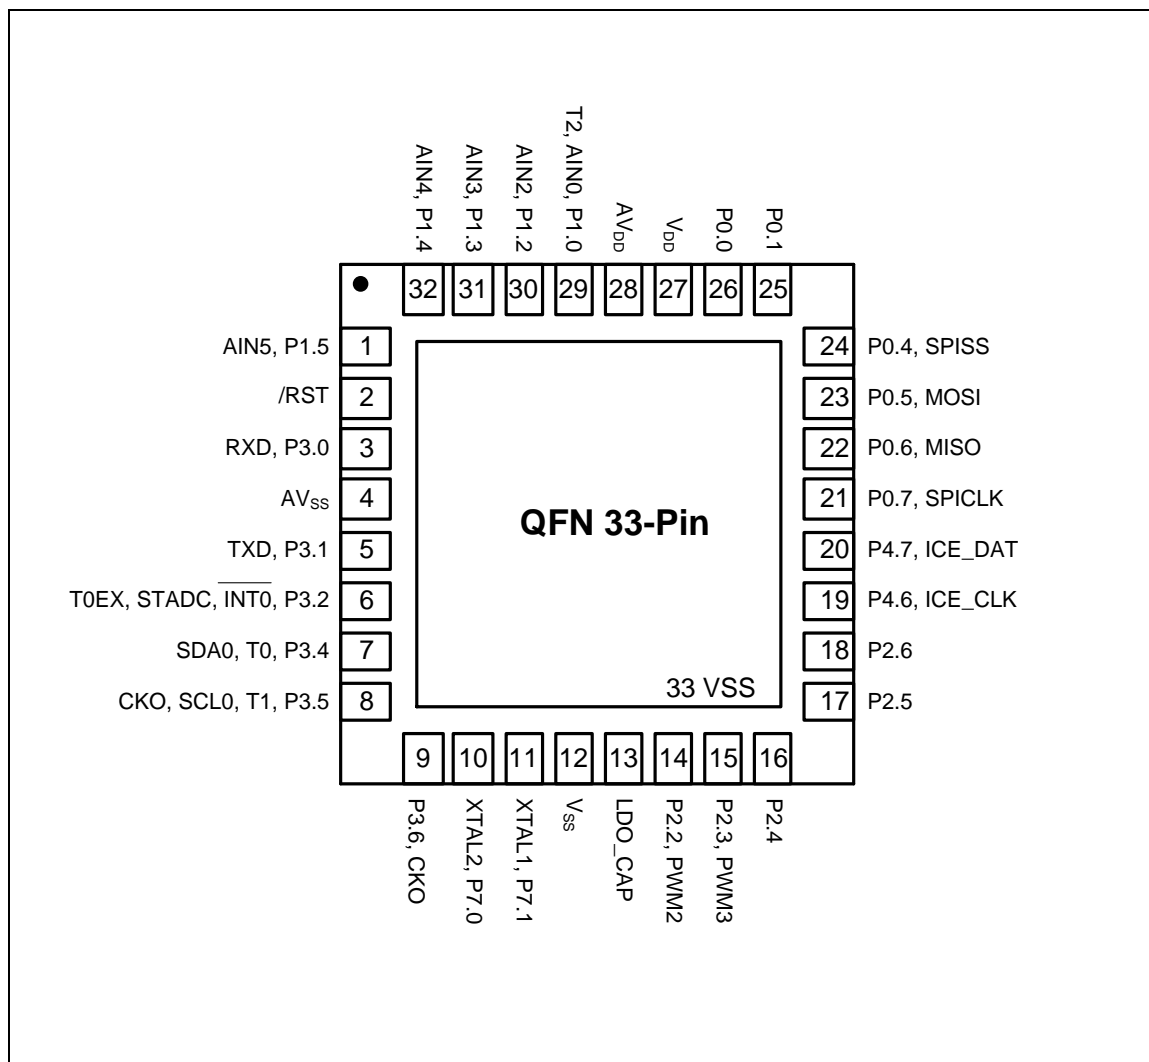 AIN4, P1.4
AIN3, P1.3
AIN2, P1.2
T2, AIN0, P1.0
AVDD
VDD
P0.0
P0.1
32
31
30
29
28
27
26
25
AIN5, P1.5
1
/RST
2
RXD, P3.0
3
AVSS
4
TXD, P3.1
5
T0EX, STADC, INT0, P3.2
6
SDA0, T0, P3.4
7
CKO, SCL0, T1, P3.5
8
QFN 33-Pin
33 VSS
24
P0.4, SPISS
23
P0.5, MOSI
22
P0.6, MISO
21
P0.7, SPICLK
20
P4.7, ICE_DAT
19
P4.6, ICE_CLK
18
P2.6
17
P2.5
9
10
11
12
13
14
15
16
P3.6, CKO
XTAL2, P7.0
XTAL1, P7.1
VSS
LDO_CAP
P2.2, PWM2
P2.3, PWM3
P2.4